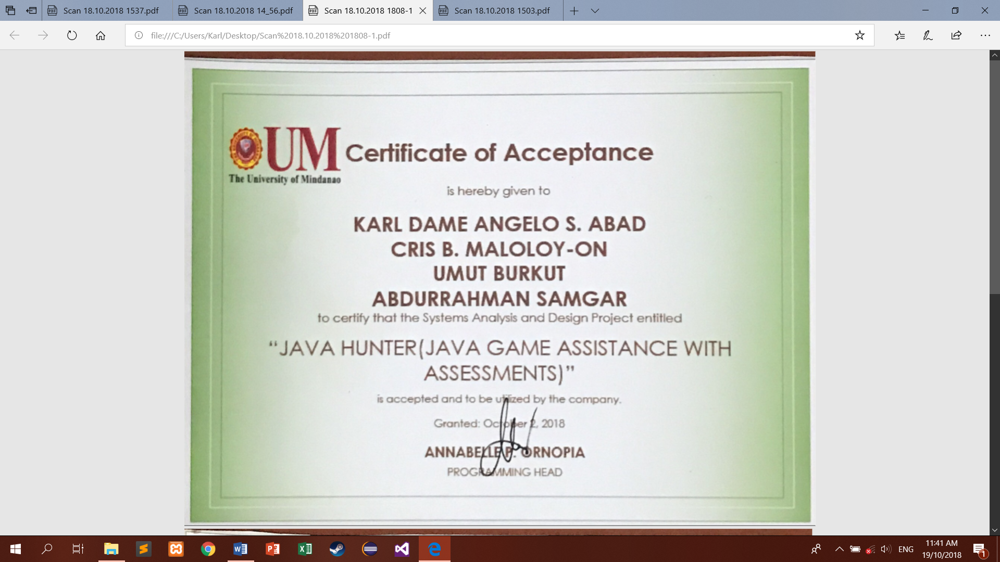 Scan 18.10.2018 1537.pdf
Scan 18.10.2018 14_56.pdf
Scan 18.10.2018 1808-1
Scan 18.10.2018 1503.pdf
file:///C:/Users/Karl/Desktop/Scan%2018.10.2018%201808-1.pdf
UM
The University of Mindanao
Certificate of Acceptance
is hereby given to
KARL DAME ANGELO S. ABAD
CRIS B. MALOLOY-ON
UMUT BURKUT
ABDURRAHMAN SAMGAR
to certify that the Systems Analysis and Design Project entitled
“JAVA HUNTER(JAVA GAME ASSISTANCE WITH
ASSESSMENTS)”
is accepted and to be utilized by the company.
Granted: October 2, 2018
ANNABELLE P. ORNOPIA
PROGRAMMING HEAD
ENG
11:41 AM
19/10/2018
1